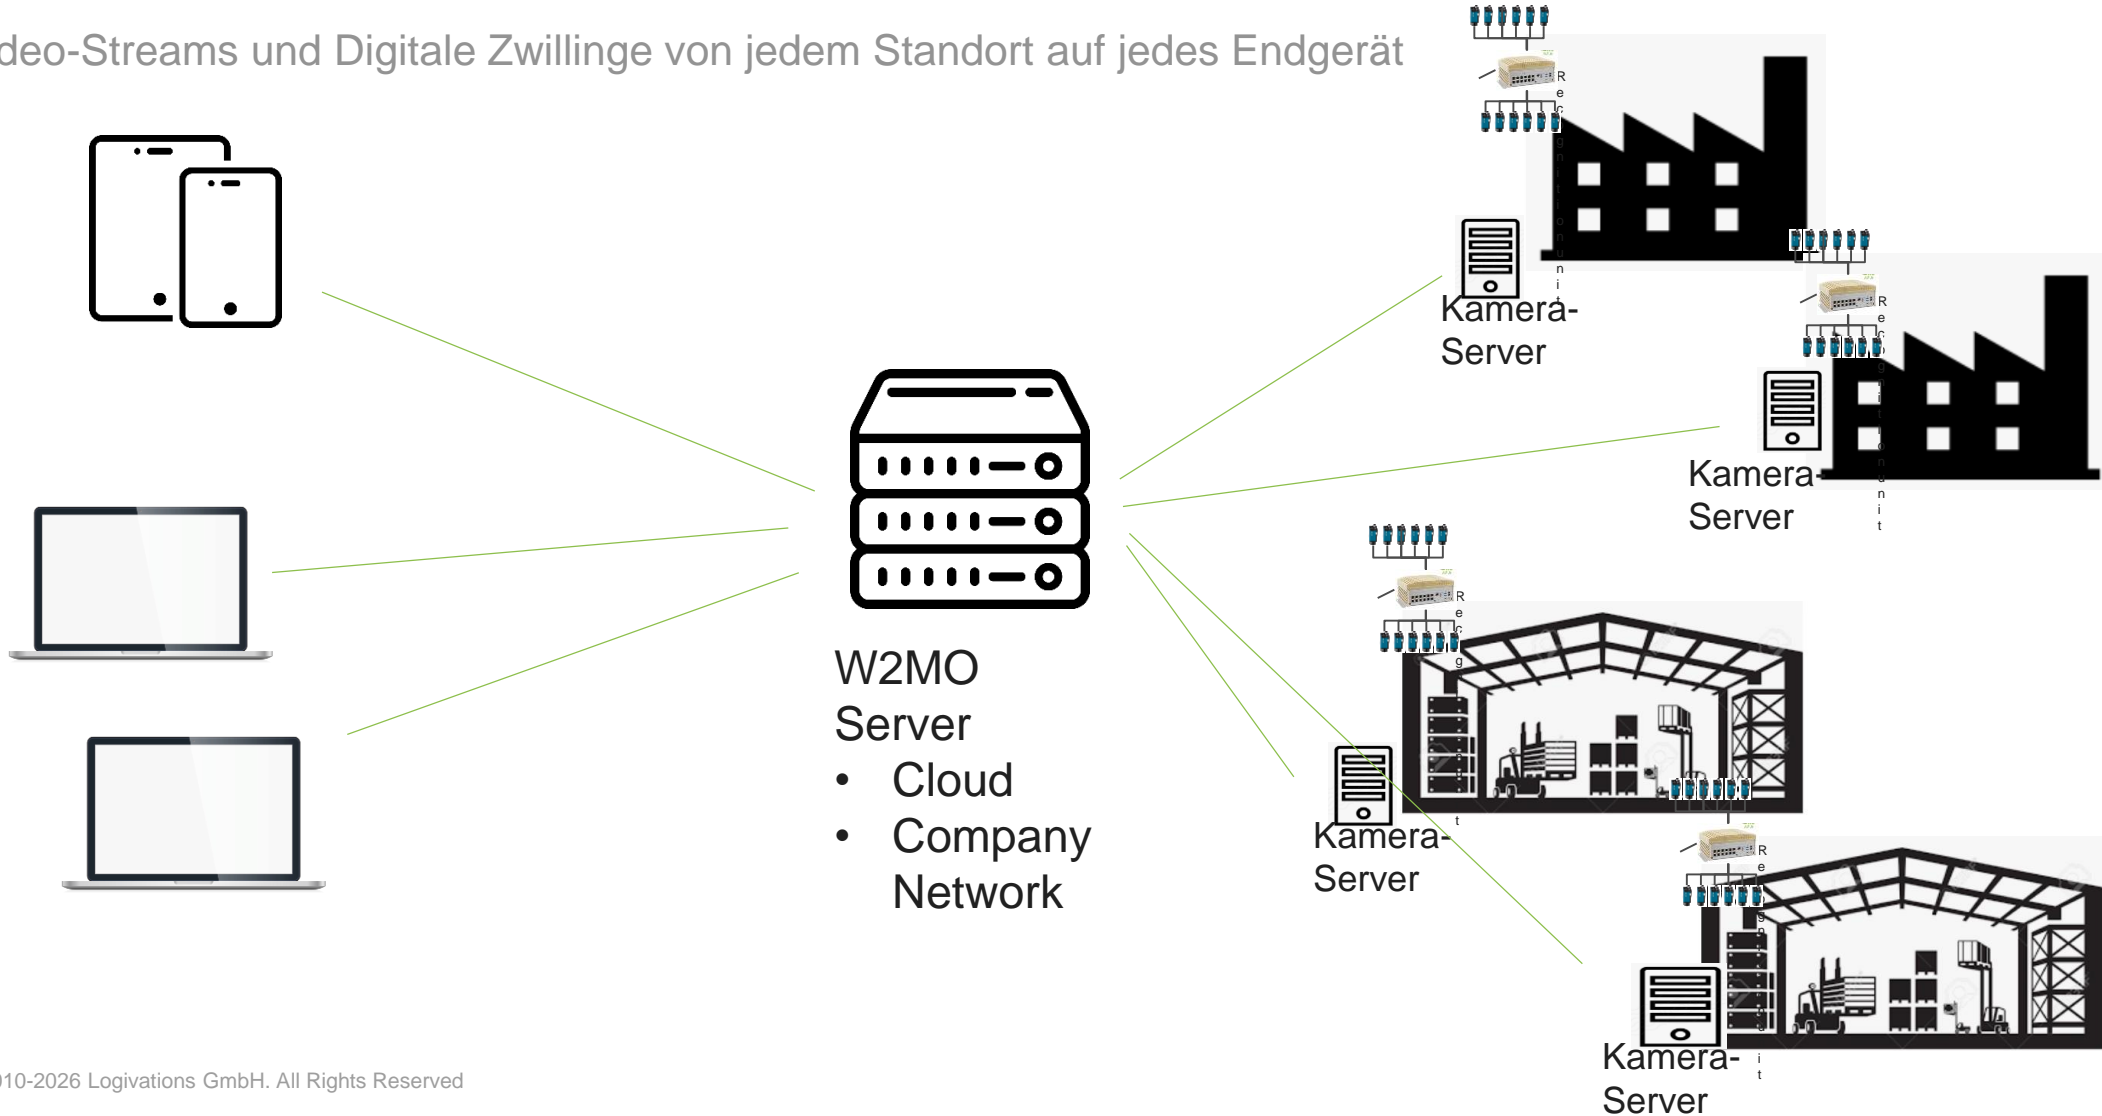 deo-Streams und Digitale Zwillinge von jedem Standort auf jedes Endgerät
Kamera-
Server
Kamera-
Server
W2MO
Server
• Cloud
• Company
Network
Kamera-
Server
Kamera-
Server
10-2026 Logivations GmbH. All Rights Reserved